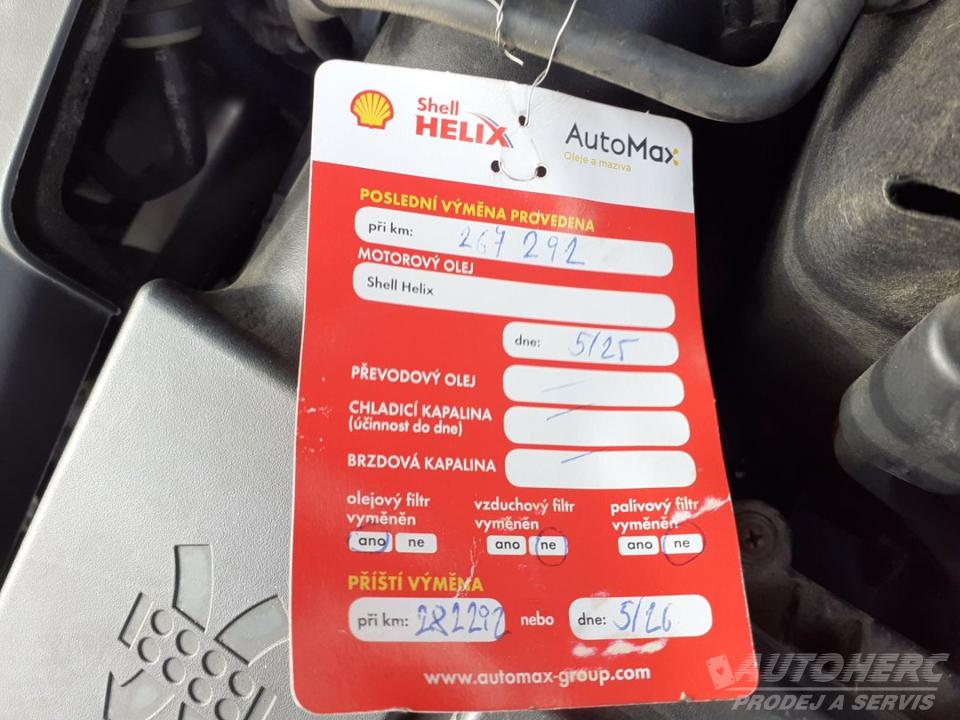 Shell
HELIX
AutoMax
Oleje a maziva
POSLEDNÍ VÝMĚNA PROVEDENA
při km: 267 292
MOTOROVÝ OLEJ
Shell Helix
dne: 5/25
PŘEVODOVÝ OLEJ
CHLADICÍ KAPALINA
(účinnost do dne)
BRZDOVÁ KAPALINA
olejový filtr vyměněn
ano ne
vzduchový filtr vyměněn
ano ne
palivový filtr vyměněn
ano ne
PŘÍŠTÍ VÝMĚNA
při km: 282292 nebo dne: 5/26
www.automax-group.com
AUTOHERC
PRODEJ A SERVIS